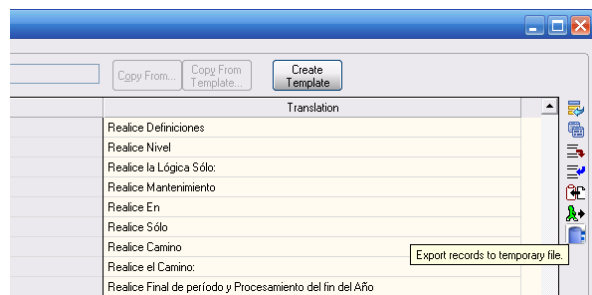 Copy From...
Copy From
Template...
Create
Template
Translation
Realice Definiciones
Realice Nivel
Realice la Lógica Sólo:
Realice Mantenimiento
Realice En
Realice Sólo
Realice Camino
Export records to temporary file.
Realice el Camino:
Realice Final de período y Procesamiento del fin del Año